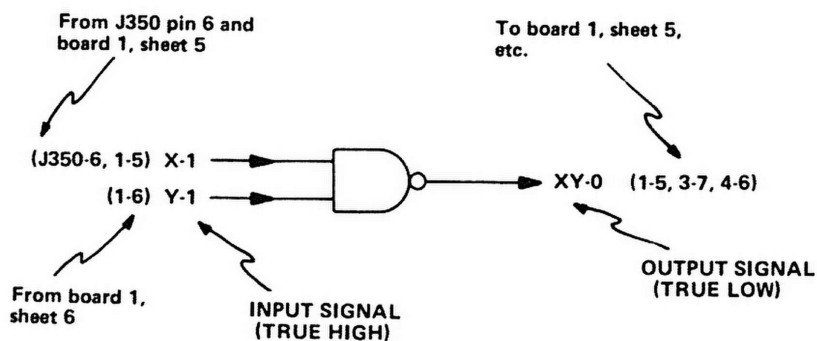 From J350 pin 6 and
board 1, sheet 5
To board 1, sheet 5,
etc.
(J350-6, 1-5) X-1
(1-6) Y-1
XY-0 (1-5, 3-7, 4-6)
From board 1,
sheet 6
INPUT SIGNAL
(TRUE HIGH)
OUTPUT SIGNAL
(TRUE LOW)